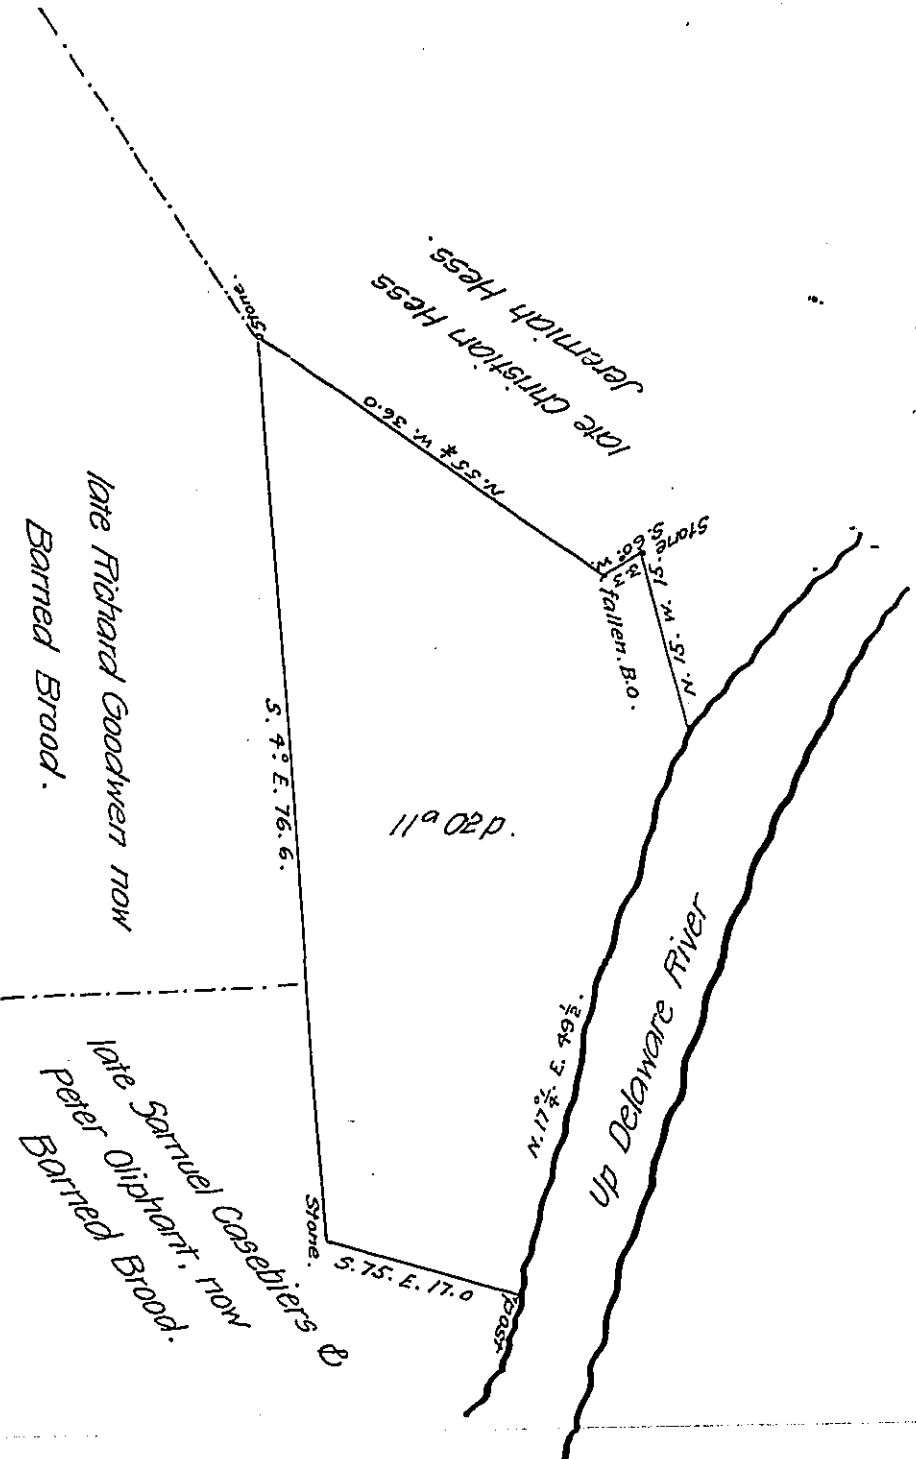 Jeremiah Hess.
late Christian Hess
Stone.
N. 55¾ W. 36.0
Stone.
S. 60° W.
3.3
N. 15. W. 15.
fallen. B.O.
late Richard Goodwen now
Barned Brood.
S. 4° E. 76.6.
11a 02p.
Up Delaware River
N. 17°¼. E. 49½.
late Samuel Casebiers &
Peter Oliphant, now
Barned Brood.
Stone.
S. 75. E. 17.0
post